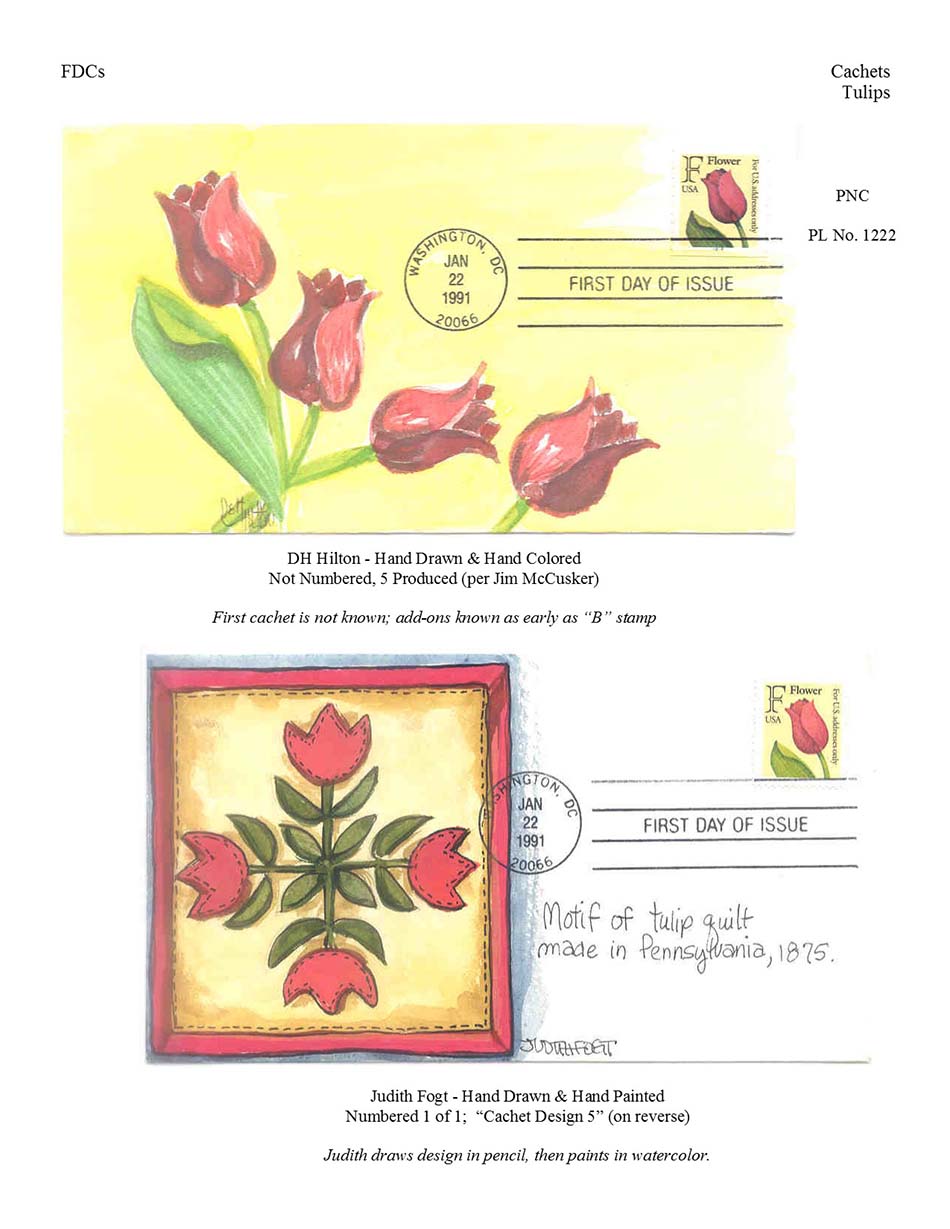 FDCs
Cachets
Tulips
F Flower
USA
For U.S. addresses only
PNC
PL No. 1222
WASHINGTON, DC
JAN
22
1991
20066
FIRST DAY OF ISSUE
DH Hilton - Hand Drawn & Hand Colored
Not Numbered, 5 Produced (per Jim McCusker)
First cachet is not known; add-ons known as early as “B” stamp
F Flower
USA
For U.S. addresses only
SHINGTON, DC
JAN
22
1991
20066
FIRST DAY OF ISSUE
Motif of tulip quilt
made in Pennsylvania, 1875.
JUDITH FOGT
Judith Fogt - Hand Drawn & Hand Painted
Numbered 1 of 1;  “Cachet Design 5” (on reverse)
Judith draws design in pencil, then paints in watercolor.